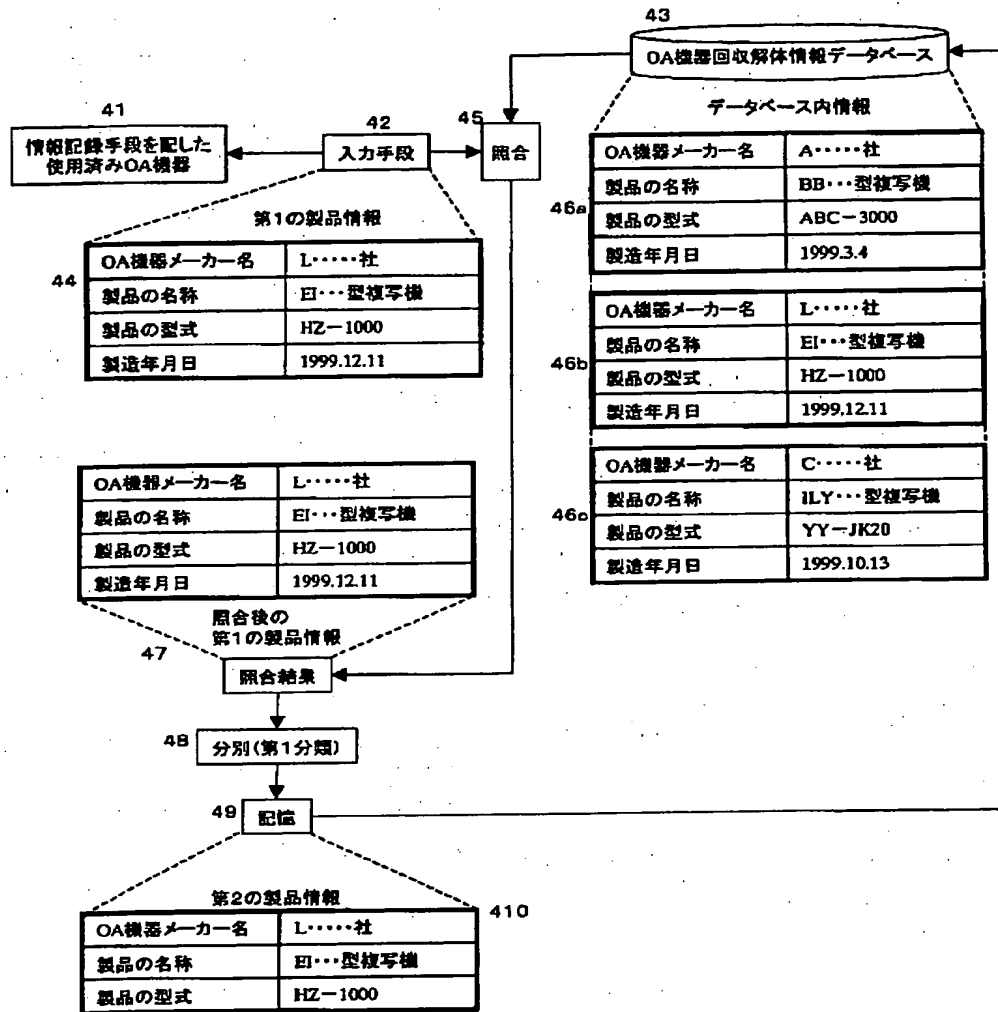 43
OA機器回収解体情報データベース
41
情報記録手段を配した
使用済みOA機器
42
入力手段
45
照合
データベース内情報
46a
OA機器メーカー名 A‥‥‥社
製品の名称 BB···型複写機
製品の型式 ABC-3000
製造年月日 1999.3.4
46b
OA機器メーカー名 L‥‥‥社
製品の名称 EI···型複写機
製品の型式 HZ-1000
製造年月日 1999.12.11
46c
OA機器メーカー名 C‥‥‥社
製品の名称 ILY···型複写機
製品の型式 YY-JK20
製造年月日 1999.10.13
第1の製品情報
44
OA機器メーカー名 L‥‥‥社
製品の名称 EI···型複写機
製品の型式 HZ-1000
製造年月日 1999.12.11
OA機器メーカー名 L‥‥‥社
製品の名称 EI···型複写機
製品の型式 HZ-1000
製造年月日 1999.12.11
照合後の
第1の製品情報
47
照合結果
48
分別(第1分類)
49
記憶
第2の製品情報
410
OA機器メーカー名 L‥‥‥社
製品の名称 EI···型複写機
製品の型式 HZ-1000